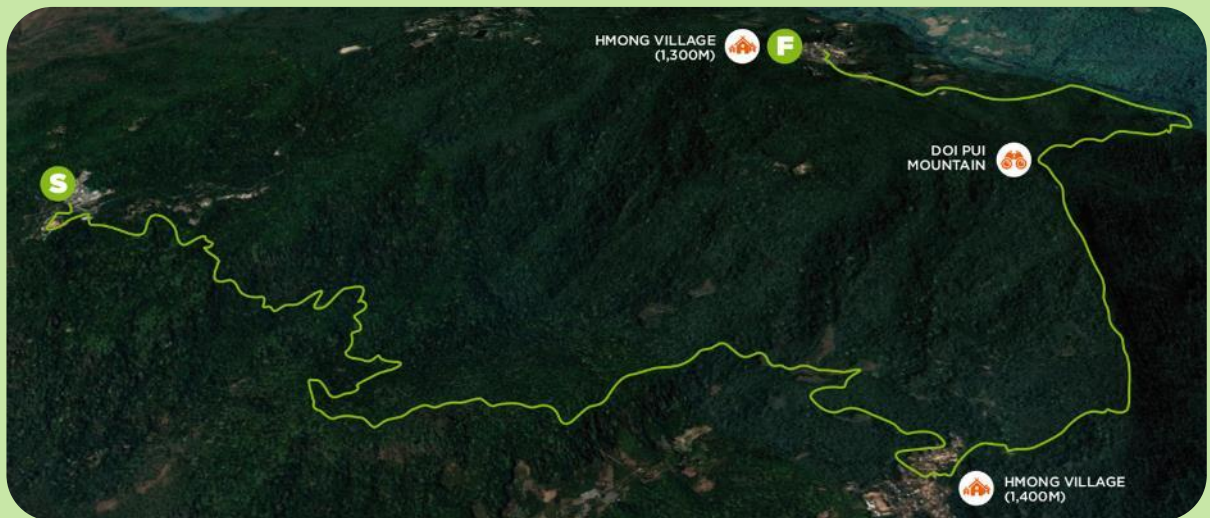 HMONG VILLAGE
(1,300M)
F
DOI PUI
MOUNTAIN
S
HMONG VILLAGE
(1,400M)